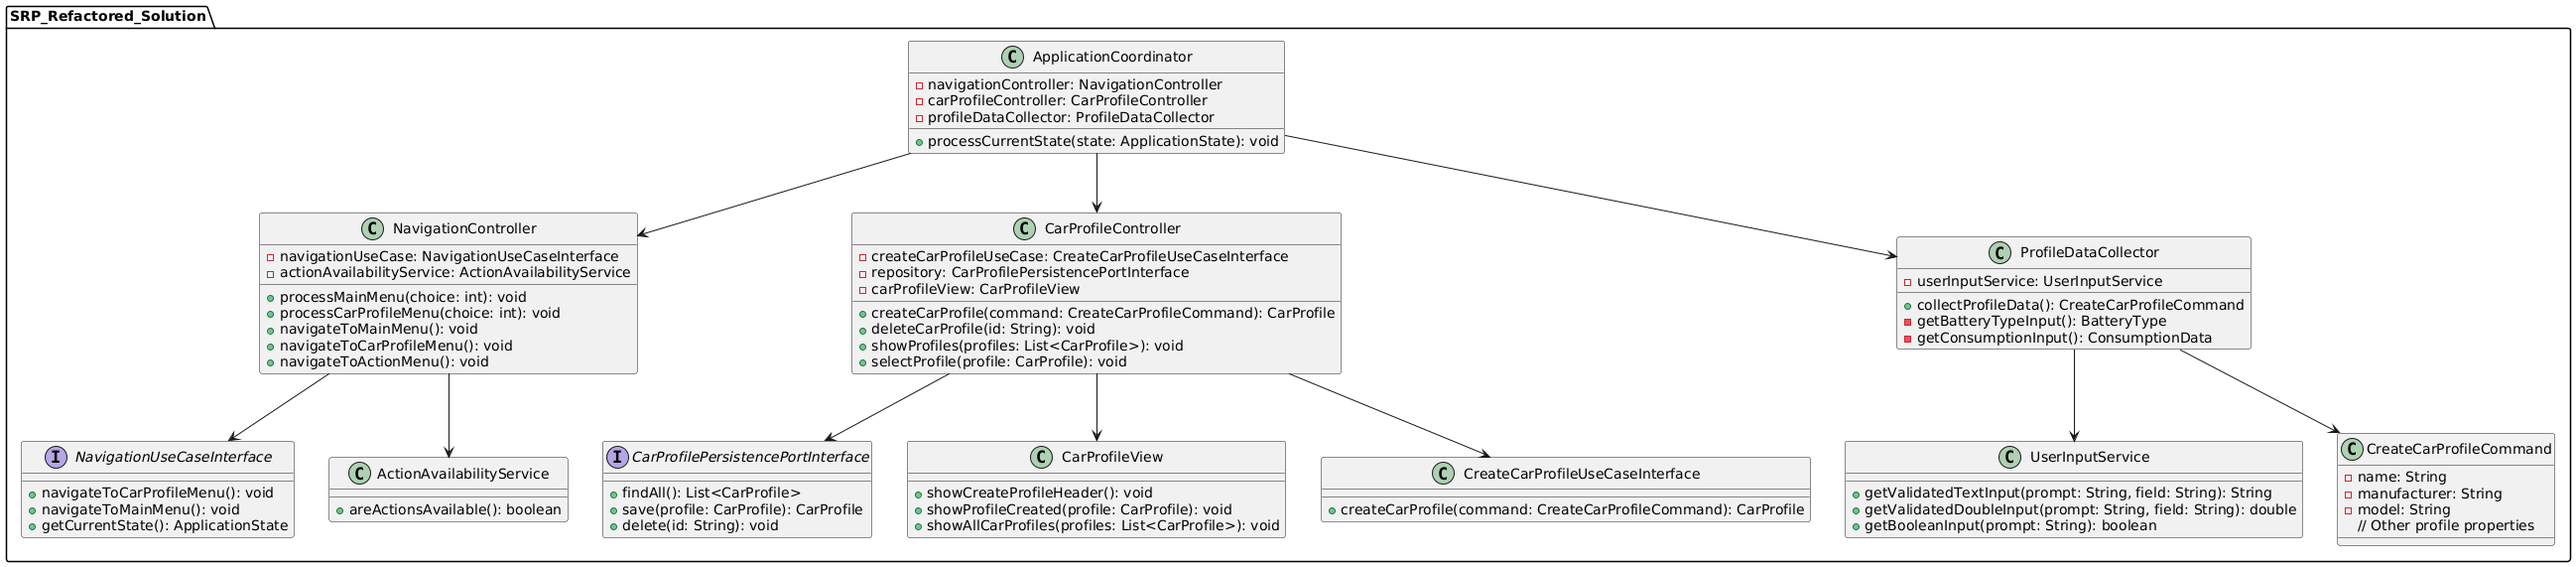 SRP_Refactored_Solution
C ApplicationCoordinator
navigationController: NavigationController
carProfileController: CarProfileController
profileDataCollector: ProfileDataCollector
processCurrentState(state: ApplicationState): void
C NavigationController
navigationUseCase: NavigationUseCaseInterface
actionAvailabilityService: ActionAvailabilityService
processMainMenu(choice: int): void
processCarProfileMenu(choice: int): void
navigateToMainMenu(): void
navigateToCarProfileMenu(): void
navigateToActionMenu(): void
C CarProfileController
createCarProfileUseCase: CreateCarProfileUseCaseInterface
repository: CarProfilePersistencePortInterface
carProfileView: CarProfileView
createCarProfile(command: CreateCarProfileCommand): CarProfile
deleteCarProfile(id: String): void
showProfiles(profiles: List<CarProfile>): void
selectProfile(profile: CarProfile): void
C ProfileDataCollector
userInputService: UserInputService
collectProfileData(): CreateCarProfileCommand
getBatteryTypeInput(): BatteryType
getConsumptionInput(): ConsumptionData
I NavigationUseCaseInterface
navigateToCarProfileMenu(): void
navigateToMainMenu(): void
getCurrentState(): ApplicationState
C ActionAvailabilityService
areActionsAvailable(): boolean
I CarProfilePersistencePortInterface
findAll(): List<CarProfile>
save(profile: CarProfile): CarProfile
delete(id: String): void
C CarProfileView
showCreateProfileHeader(): void
showProfileCreated(profile: CarProfile): void
showAllCarProfiles(profiles: List<CarProfile>): void
C CreateCarProfileUseCaseInterface
createCarProfile(command: CreateCarProfileCommand): CarProfile
C UserInputService
getValidatedTextInput(prompt: String, field: String): String
getValidatedDoubleInput(prompt: String, field: String): double
getBooleanInput(prompt: String): boolean
C CreateCarProfileCommand
name: String
manufacturer: String
model: String
// Other profile properties